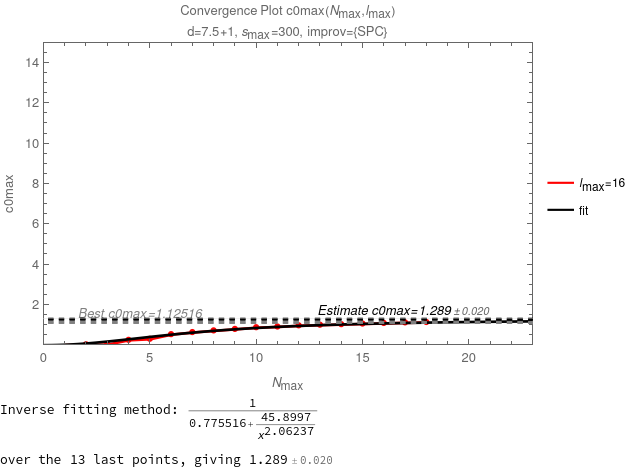 Convergence Plot c0max(Nmax,lmax)
d=7.5+1, smax=300, improv={SPC}
14
12
10
8
6
4
2
c0max
Best c0max=1.12516
Estimate c0max=1.289 ±0.020
0 5 10 15 20
Nmax
lmax=16
fit
Inverse fitting method: 1/(0.775516+45.8997/x^2.06237)
over the 13 last points, giving 1.289 ±0.020